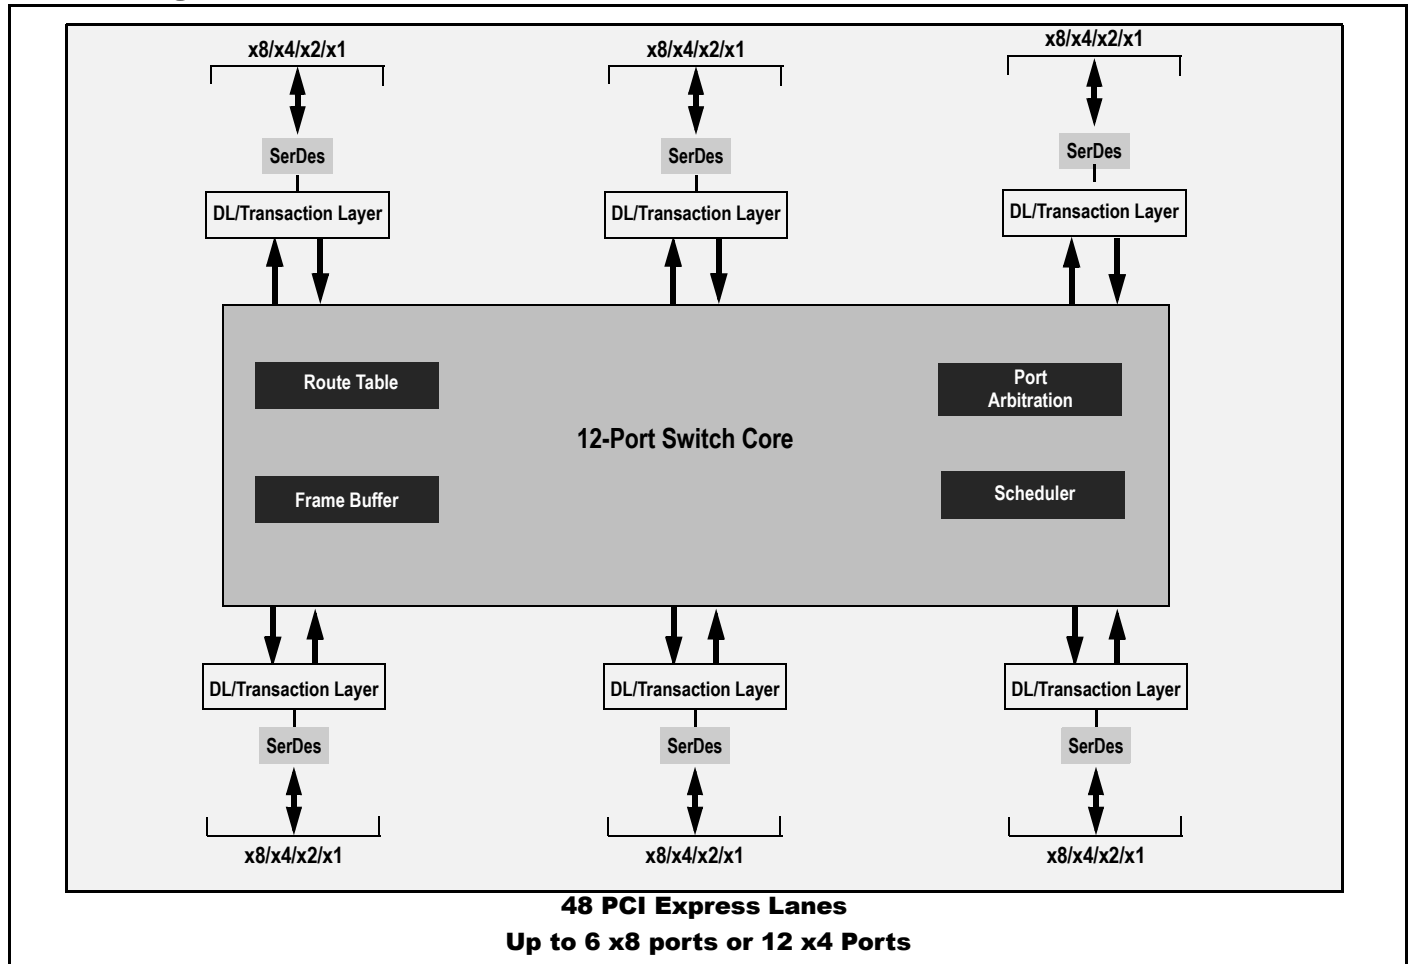 x8/x4/x2/x1
x8/x4/x2/x1
x8/x4/x2/x1
SerDes
SerDes
SerDes
DL/Transaction Layer
DL/Transaction Layer
DL/Transaction Layer
Route Table
Port
Arbitration
12-Port Switch Core
Frame Buffer
Scheduler
DL/Transaction Layer
DL/Transaction Layer
DL/Transaction Layer
SerDes
SerDes
SerDes
x8/x4/x2/x1
x8/x4/x2/x1
x8/x4/x2/x1
48 PCI Express Lanes
Up to 6 x8 ports or 12 x4 Ports